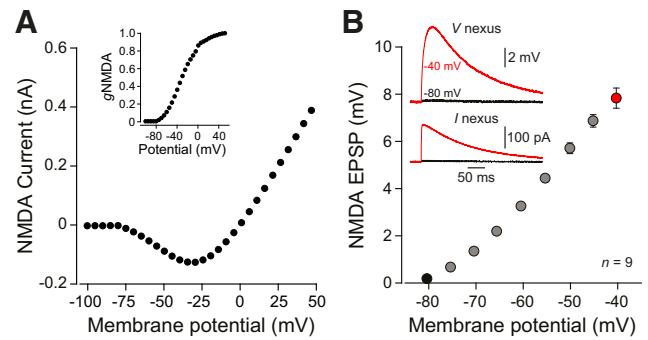 A
NMDA Current (nA)
0.6
0.4
0.2
0
-0.2
-100
-75
-50
-25
0
25
50
Membrane potential (mV)
gNMDA
1.0
0.8
0.6
0.4
0.2
0.0
-80
-40
0
40
Potential (mV)
B
NMDA EPSP (mV)
10
8
6
4
2
0
-80
-70
-60
-50
-40
Membrane potential (mV)
V nexus
2 mV
-40 mV
-80 mV
I nexus
100 pA
50 ms
n = 9